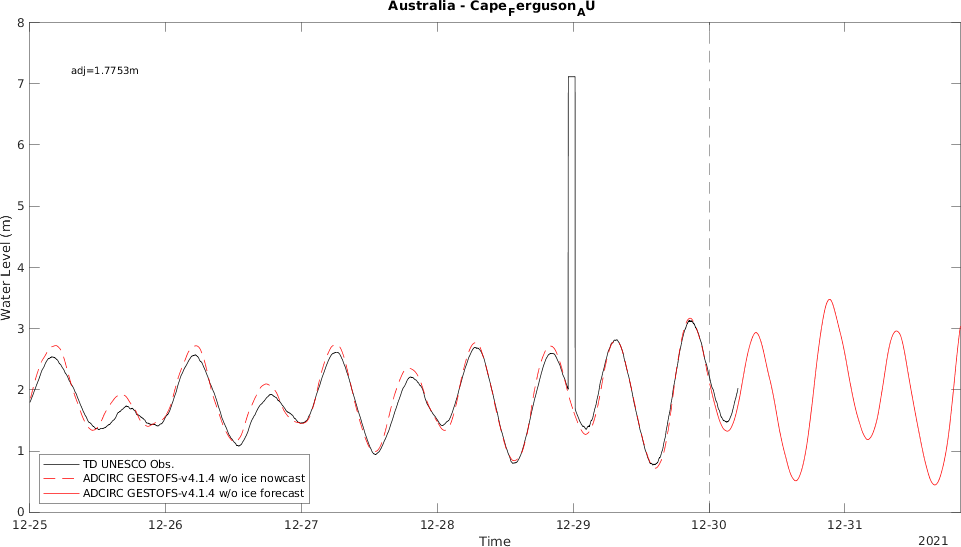 Australia - Cape_Ferguson_AU
adj=1.7753m
8
7
6
5
4
3
2
1
0
Water Level (m)
TD UNESCO Obs.
ADCIRC GESTOFS-v4.1.4 w/o ice nowcast
ADCIRC GESTOFS-v4.1.4 w/o ice forecast
12-25 12-26 12-27 12-28 12-29 12-30 12-31
Time
2021